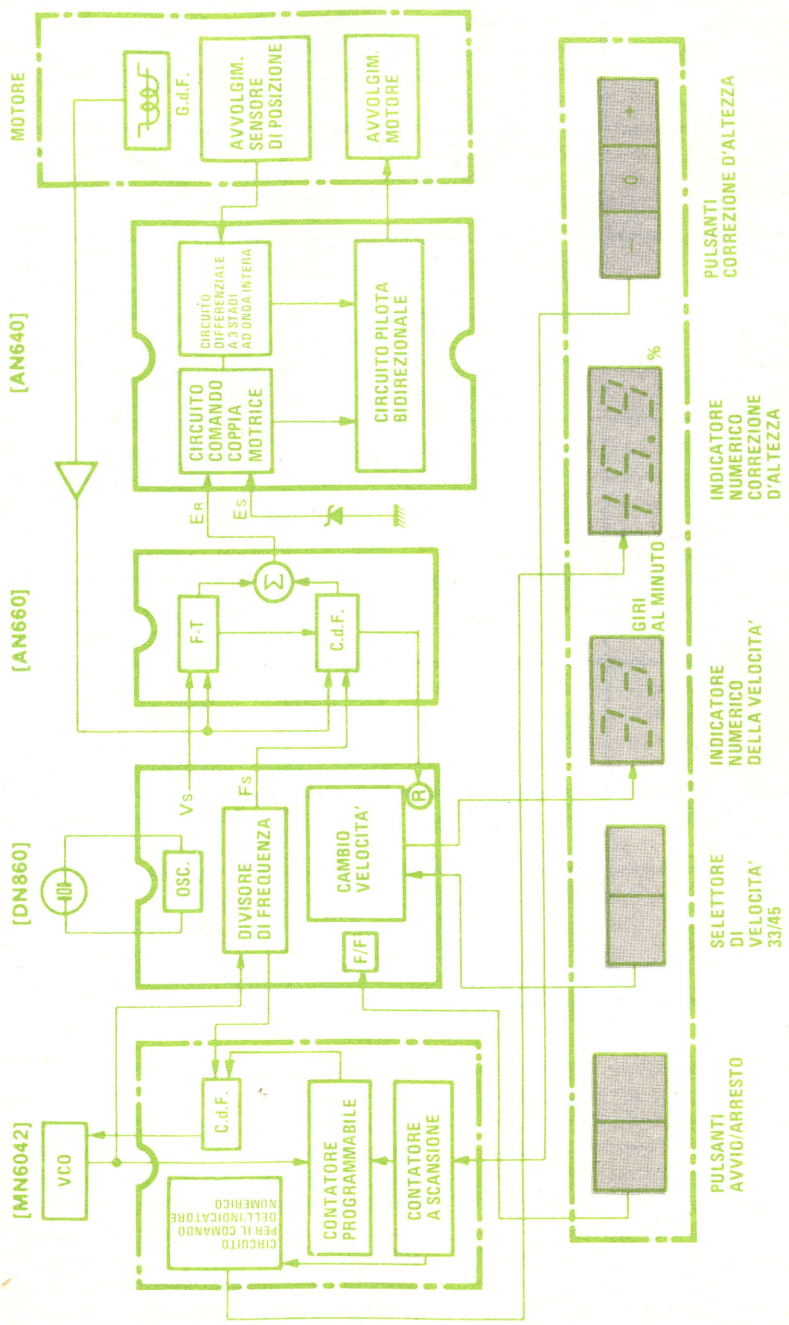 [MN6042]
VCO
CIRCUITO
PER IL COMANDO
DELL'INDICATORE
NUMERICO
C.d.F.
CONTATORE
PROGRAMMABILE
CONTATORE
A SCANSIONE
[DN860]
OSC.
Vs
DIVISORE
DI FREQUENZA
Fs
F/F
CAMBIO
VELOCITA'
R
[AN660]
F-T
Σ
C.d.F.
[AN640]
ER
ES
CIRCUITO
COMANDO
COPPIA
MOTRICE
CIRCUITO
DIFFERENZIALE
A 3 STADI
AD ONDA INTERA
CIRCUITO PILOTA
BIDIREZIONALE
MOTORE
G.d.F.
AVVOLGIM.
SENSORE
DI POSIZIONE
AVVOLGIM.
MOTORE
PULSANTI
AVVIO/ARRESTO
SELETTORE
DI
VELOCITA'
33/45
33
GIRI
AL MINUTO
INDICATORE
NUMERICO
DELLA VELOCITA'
+5.9
%
INDICATORE
NUMERICO
CORREZIONE
D'ALTEZZA
− 0 +
PULSANTI
CORREZIONE D'ALTEZZA